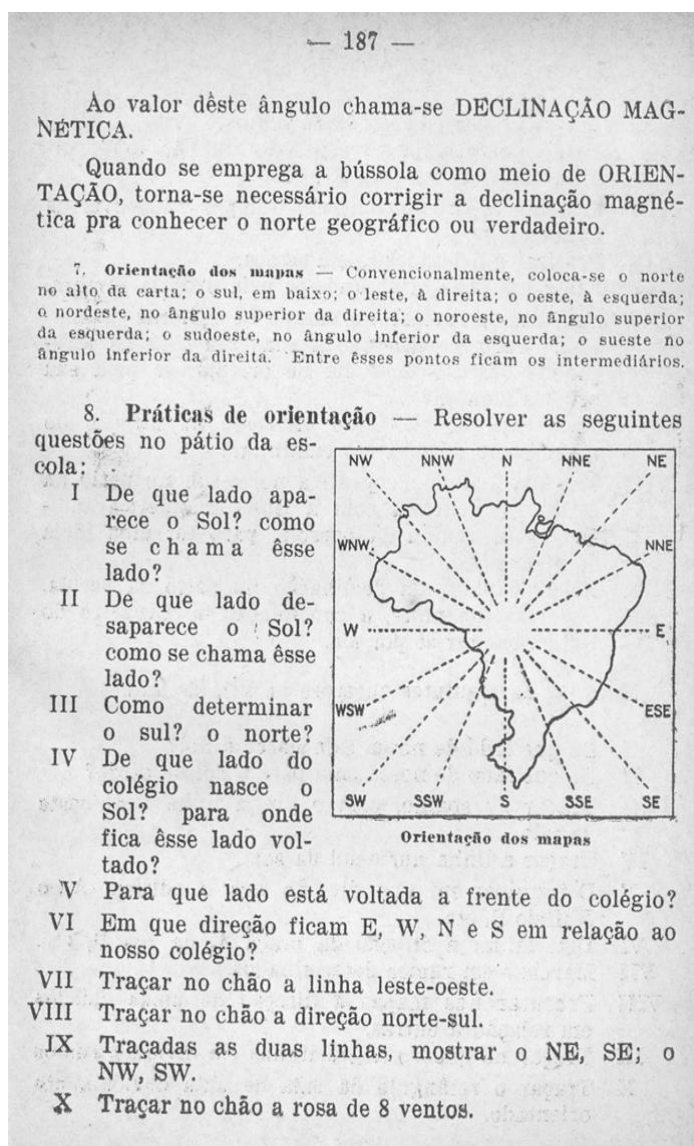 — 187 —
Ao valor dêste ângulo chama-se DECLINAÇÃO MAG-
NÉTICA.
Quando se emprega a bússola como meio de ORIEN-
TAÇÃO, torna-se necessário corrigir a declinação magné-
tica pra conhecer o norte geográfico ou verdadeiro.
7. Orientação dos mapas — Convencionalmente, coloca-se o norte
no alto da carta; o sul, em baixo; o leste, à direita; o oeste, à esquerda;
o nordeste, no ângulo superior da direita; o noroeste, no ângulo superior
da esquerda; o sudoeste, no ângulo inferior da esquerda; o sueste no
ângulo inferior da direita. Entre êsses pontos ficam os intermediários.
8. Práticas de orientação — Resolver as seguintes
questões no pátio da es-
cola:
I De que lado apa-
rece o Sol? como
se chama êsse
lado?
II De que lado de-
saparece o Sol?
como se chama êsse
lado?
III Como determinar
o sul? o norte?
IV De que lado do
colégio nasce o
Sol? para onde
fica êsse lado vol-
tado?
NW NNW N NNE NE
WNW NNE
W E
WSW ESE
SW SSW S SSE SE
Orientação dos mapas
V Para que lado está voltada a frente do colégio?
VI Em que direção ficam E, W, N e S em relação ao
nosso colégio?
VII Traçar no chão a linha leste-oeste.
VIII Traçar no chão a direção norte-sul.
IX Traçadas as duas linhas, mostrar o NE, SE; o
NW, SW.
X Traçar no chão a rosa de 8 ventos.